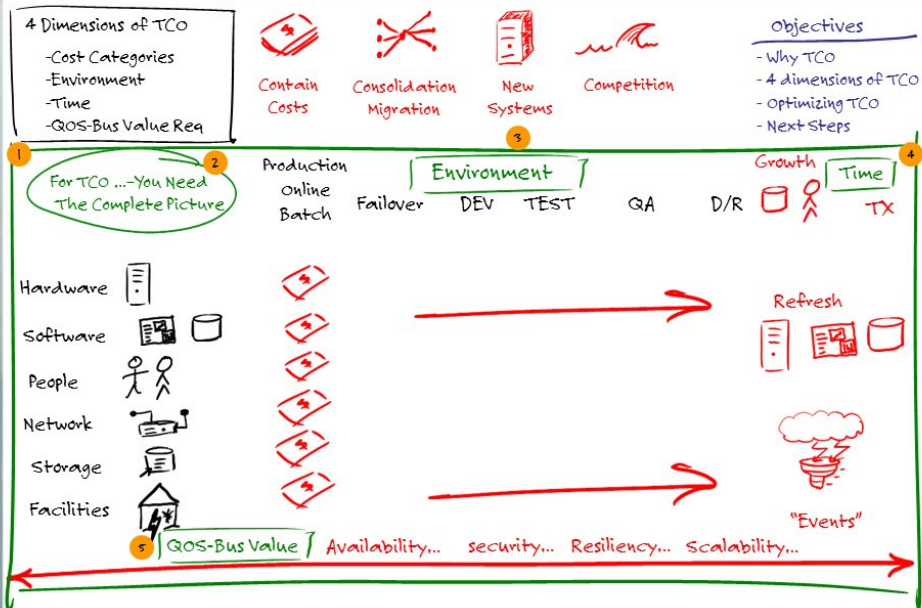 4 Dimensions of TCO
-Cost Categories
-Environment
-Time
-QOS-Bus Value Req
$
Contain
Costs
Consolidation
Migration
New
Systems
Competition
Objectives
- Why TCO
- 4 dimensions of TCO
- Optimizing TCO
- Next Steps
1
2
3
4
For TCO ...-You Need
The Complete Picture
Production
Online
Batch
Environment
Failover
DEV
TEST
QA
D/R
Growth
Time
TX
Hardware
$
Software
$
People
$
Network
$
Storage
$
Facilities
$
Refresh
"Events"
5
QOS-Bus Value
Availability...
security...
Resiliency...
Scalability...